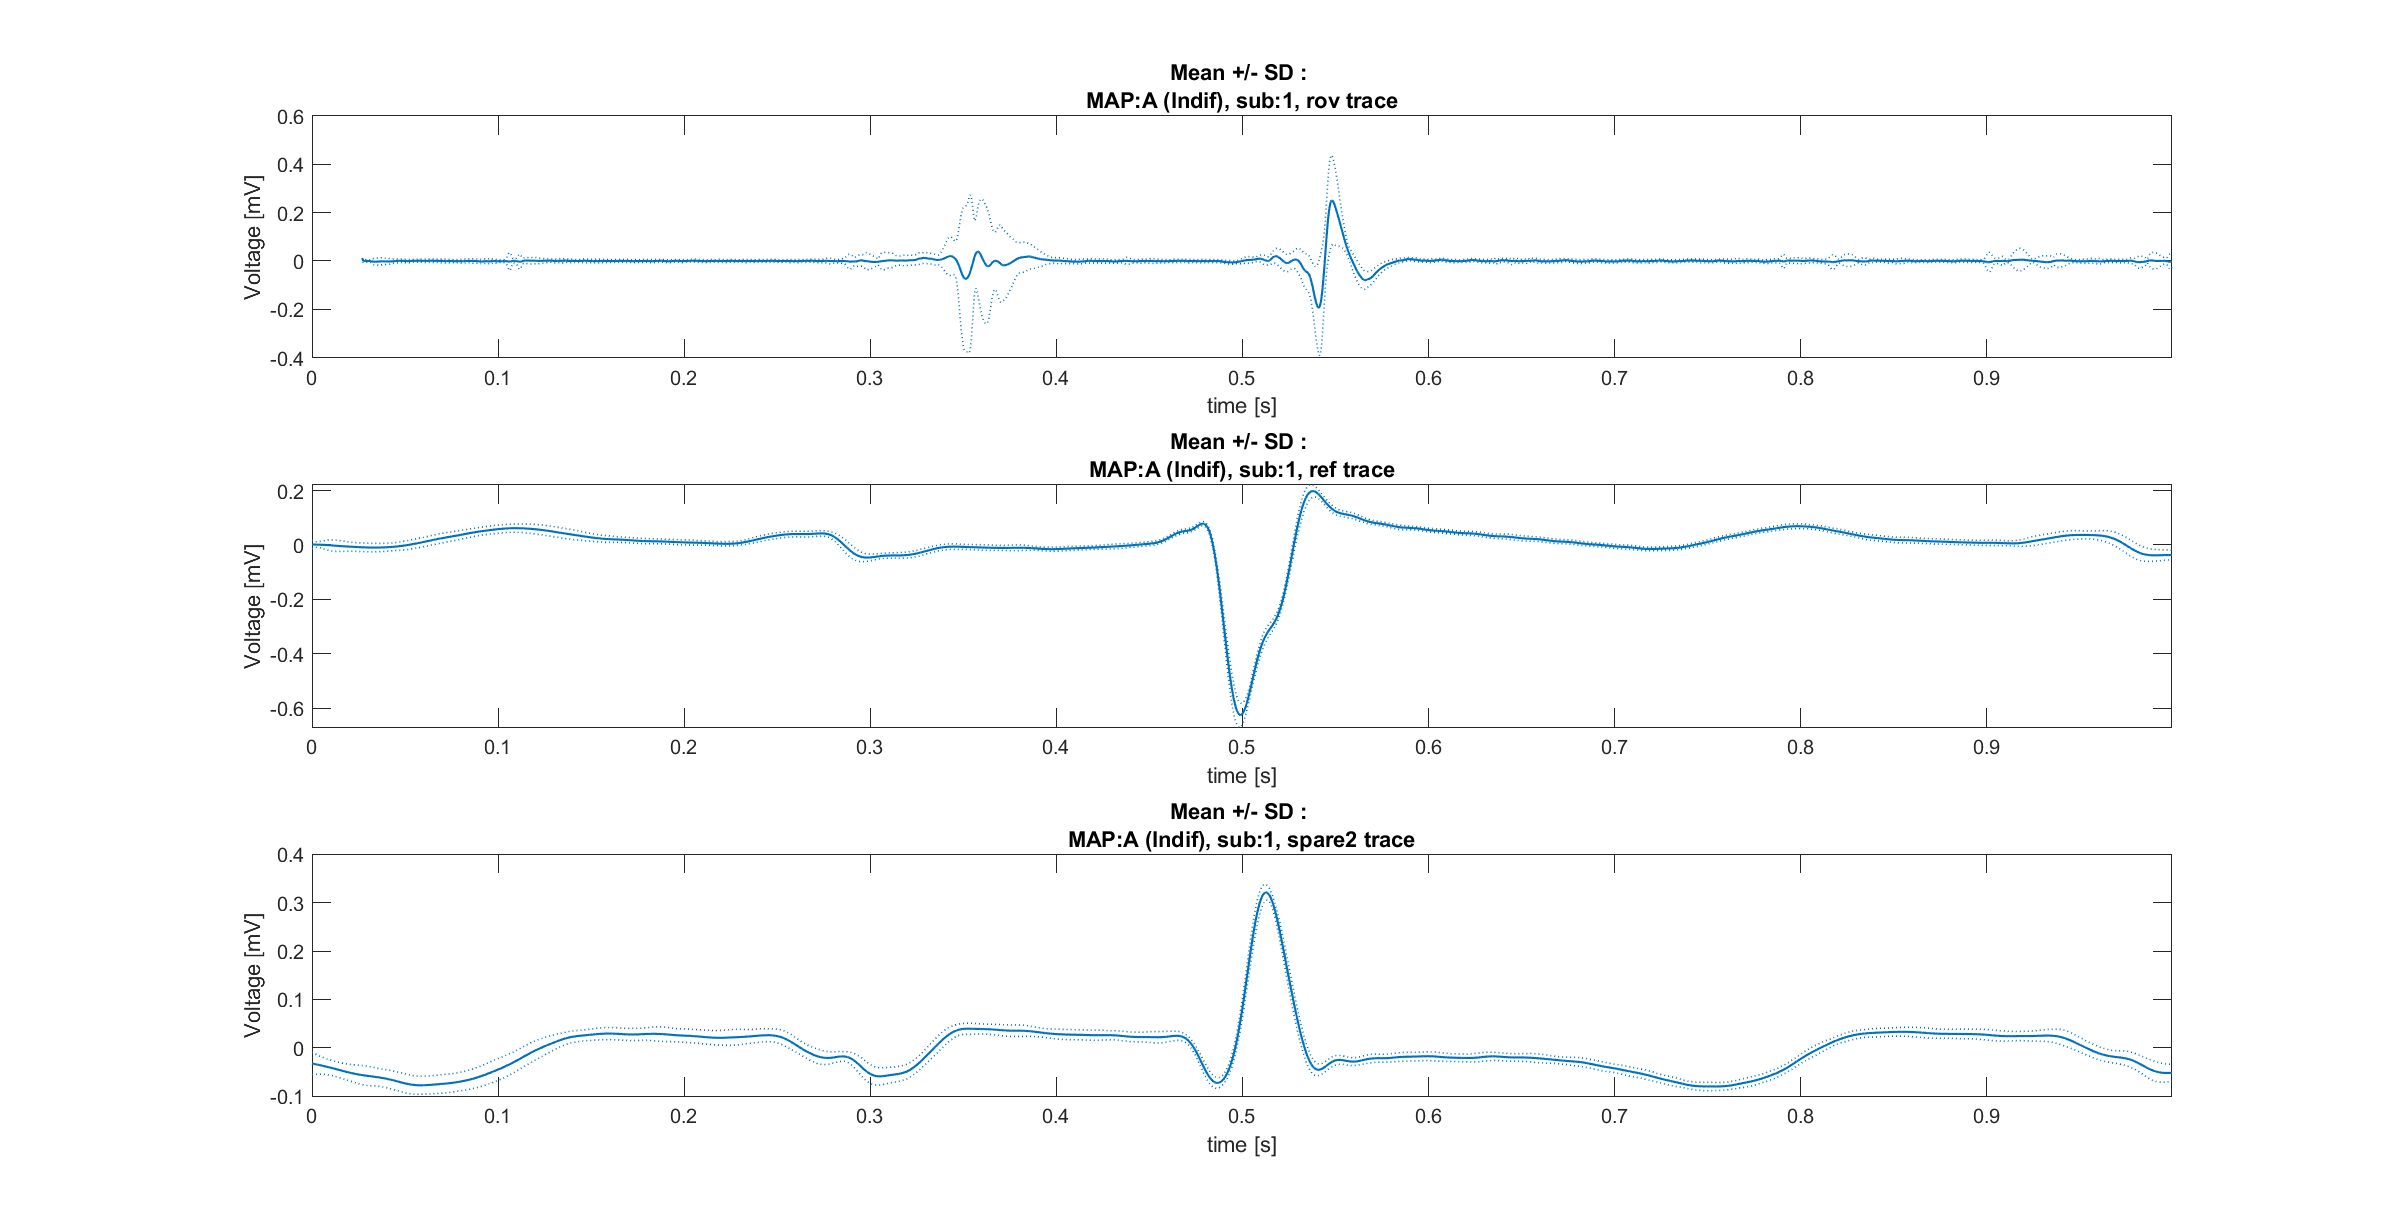 Mean +/- SD :
MAP:A (Indif), sub:1, rov trace
0.6
0.4
0.2
0
-0.2
-0.4
Voltage [mV]
0 0.1 0.2 0.3 0.4 0.5 0.6 0.7 0.8 0.9
time [s]
Mean +/- SD :
MAP:A (Indif), sub:1, ref trace
0.2
0
-0.2
-0.4
-0.6
Voltage [mV]
0 0.1 0.2 0.3 0.4 0.5 0.6 0.7 0.8 0.9
time [s]
Mean +/- SD :
MAP:A (Indif), sub:1, spare2 trace
0.4
0.3
0.2
0.1
0
-0.1
Voltage [mV]
0 0.1 0.2 0.3 0.4 0.5 0.6 0.7 0.8 0.9
time [s]